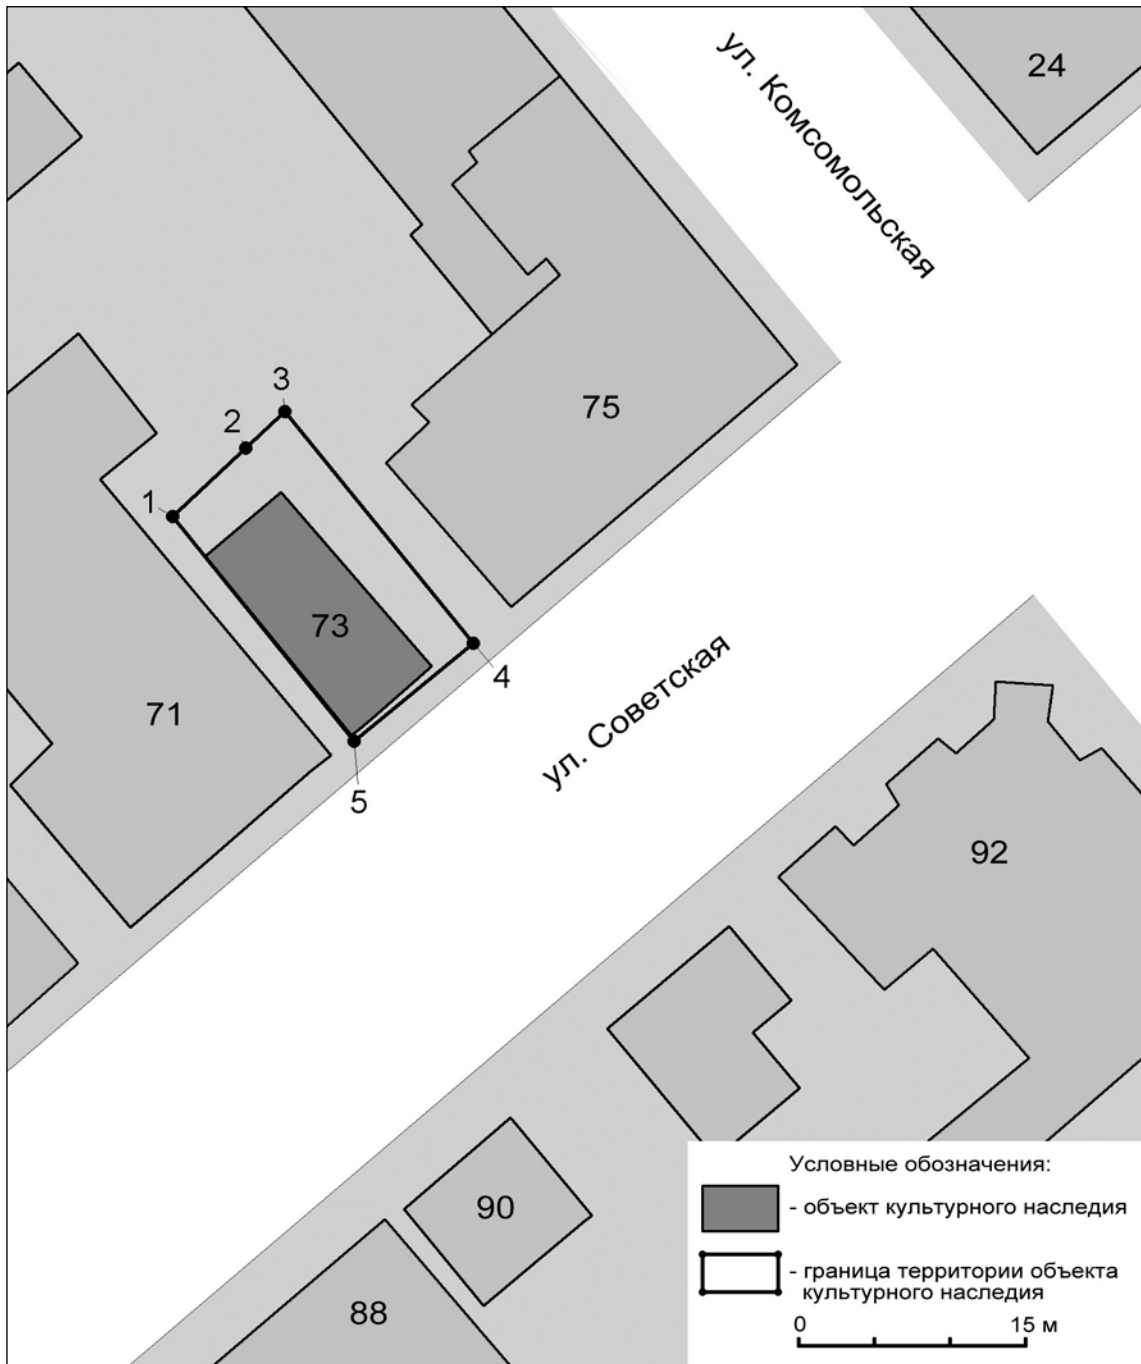 24
ул. Комсомольская
3
75
2
1
73
4
71
ул. Советская
5
92
Условные обозначения:
90
- объект культурного наследия
- граница территории объекта
культурного наследия
88
0 15 м